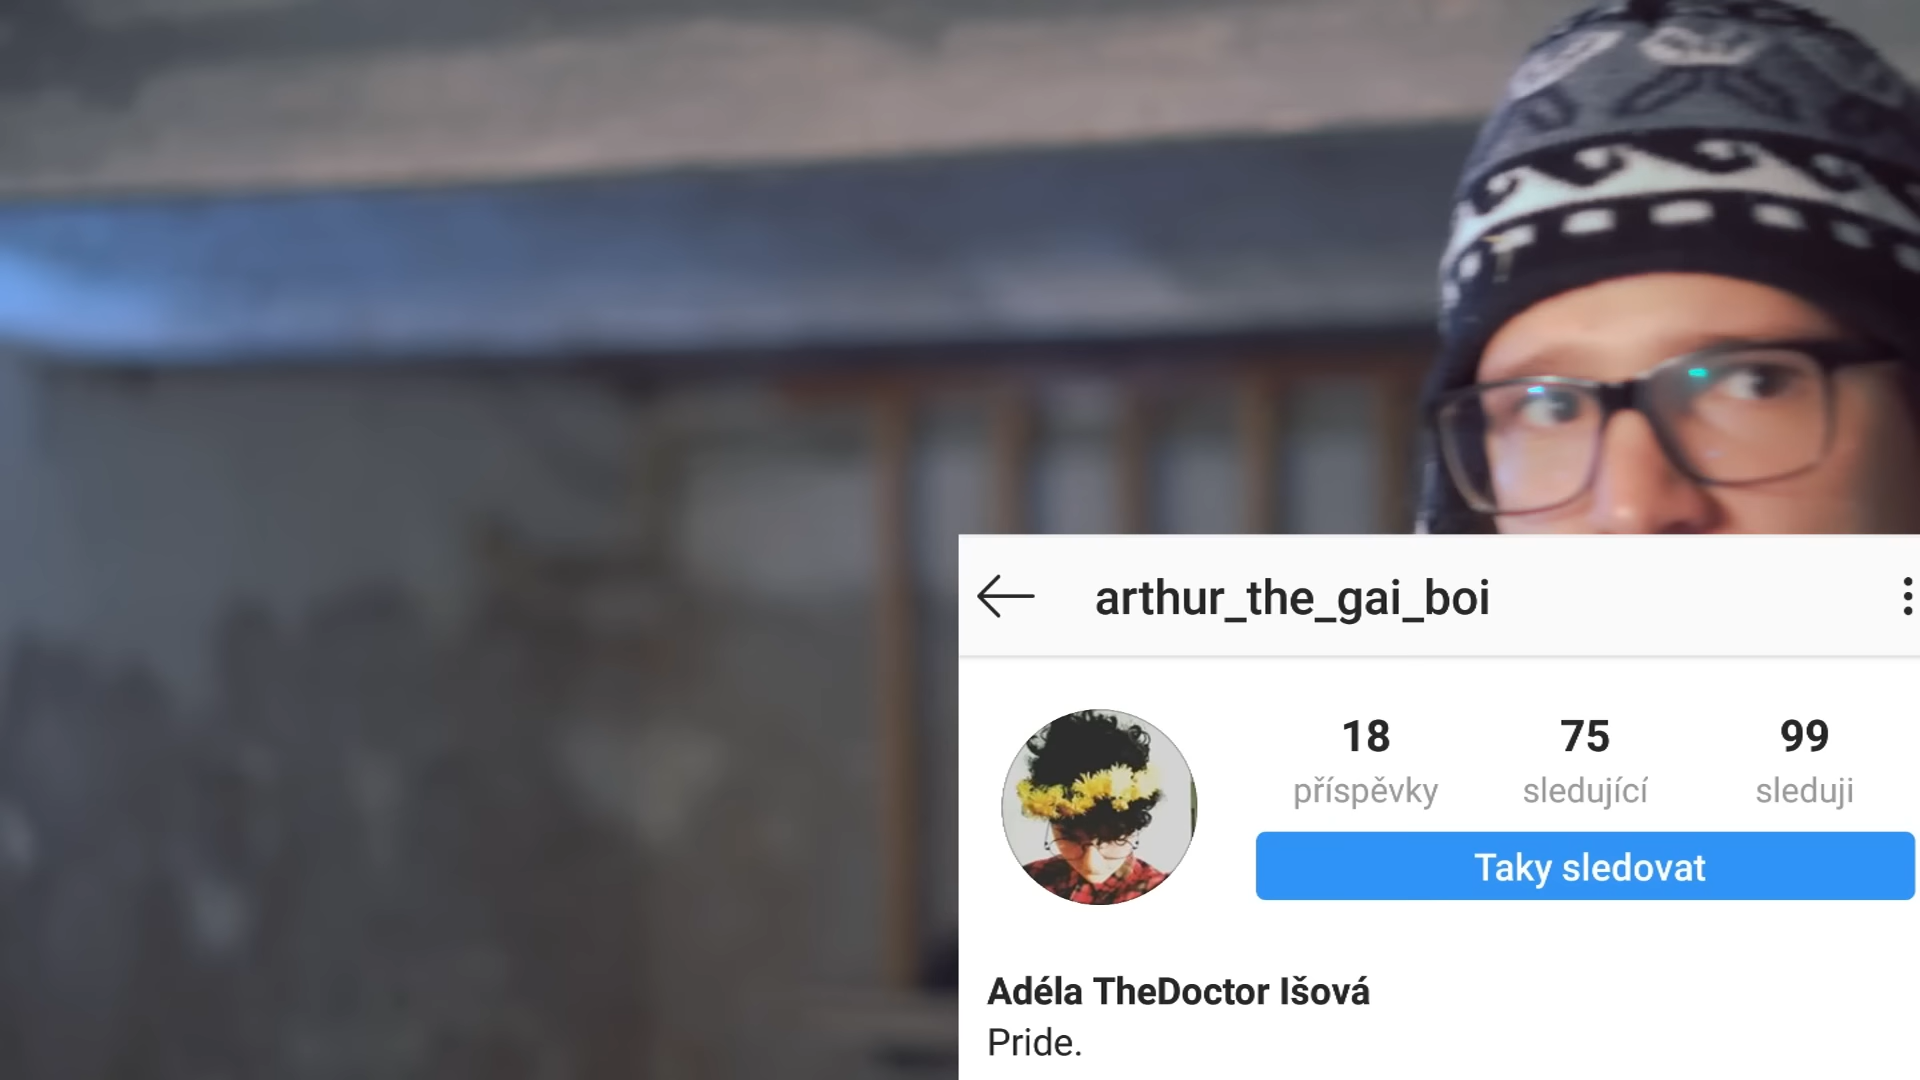 arthur_the_gai_boi
18 75 99
příspěvky sledující sleduji
Taky sledovat
Adéla TheDoctor Išová
Pride.